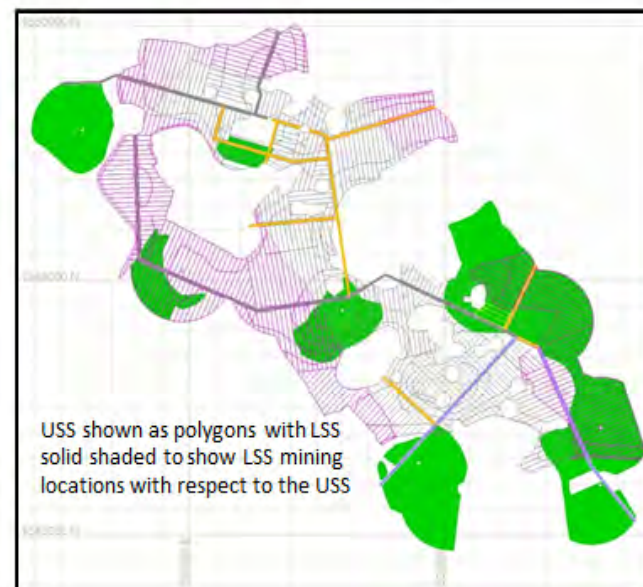 USS shown as polygons with LSS
solid shaded to show LSS mining
locations with respect to the USS